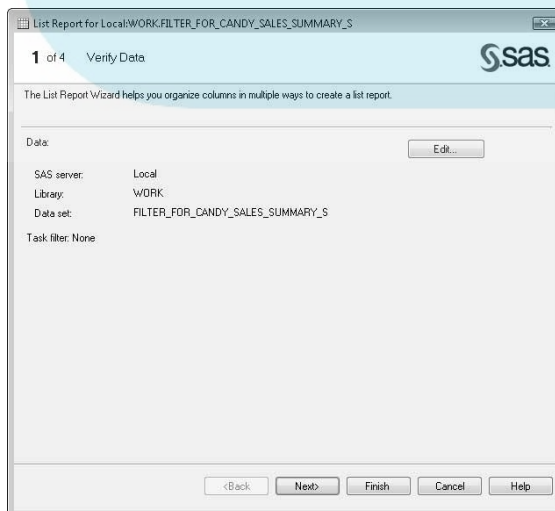 List Report for Local:WORK.FILTER_FOR_CANDY_SALES_SUMMARY_S
1 of 4 Verify Data
sas.
The List Report Wizard helps you organize columns in multiple ways to create a list report.
Data:
Edit...
SAS server: Local
Library: WORK
Data set: FILTER_FOR_CANDY_SALES_SUMMARY_S
Task filter: None
<Back Next> Finish Cancel Help